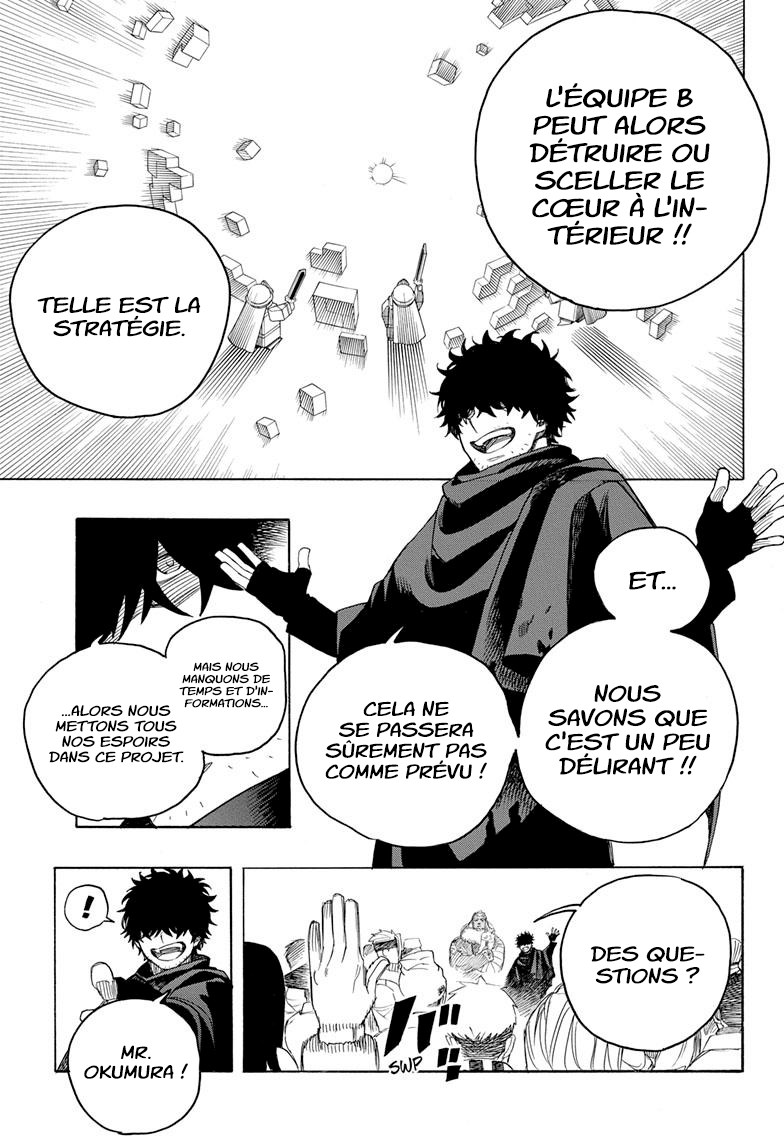 L'ÉQUIPE B
PEUT ALORS
DÉTRUIRE OU
SCELLER LE
CŒUR À L'IN-
TÉRIEUR !!
TELLE EST LA
STRATÉGIE.
ET...
NOUS
SAVONS QUE
C'EST UN PEU
DÉLIRANT !!
CELA NE
SE PASSERA
SÛREMENT PAS
COMME PRÉVU !
MAIS NOUS
MANQUONS DE
TEMPS ET D'IN-
FORMATIONS...
...ALORS NOUS
METTONS TOUS
NOS ESPOIRS
DANS CE PROJET.
DES QUE-
STIONS ?
バッ!!
SWP
!
MR.
OKUMURA !